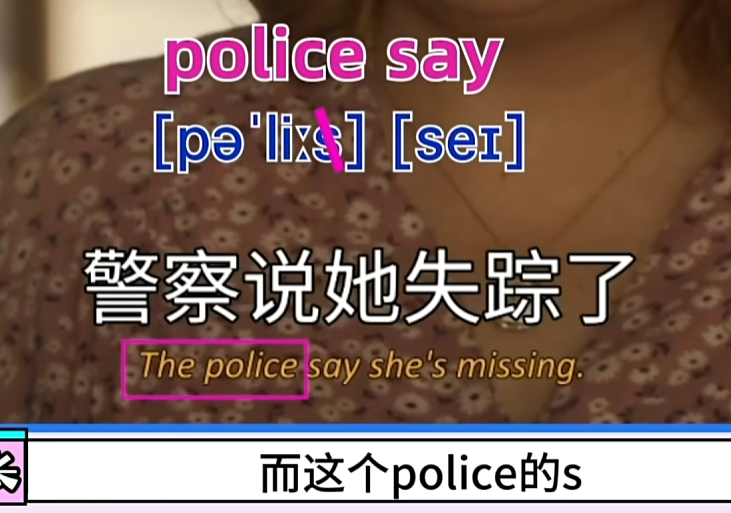 police say
[pəˈliːs] [seɪ]
警察说她失踪了
The police say she's missing.
而这个police的s